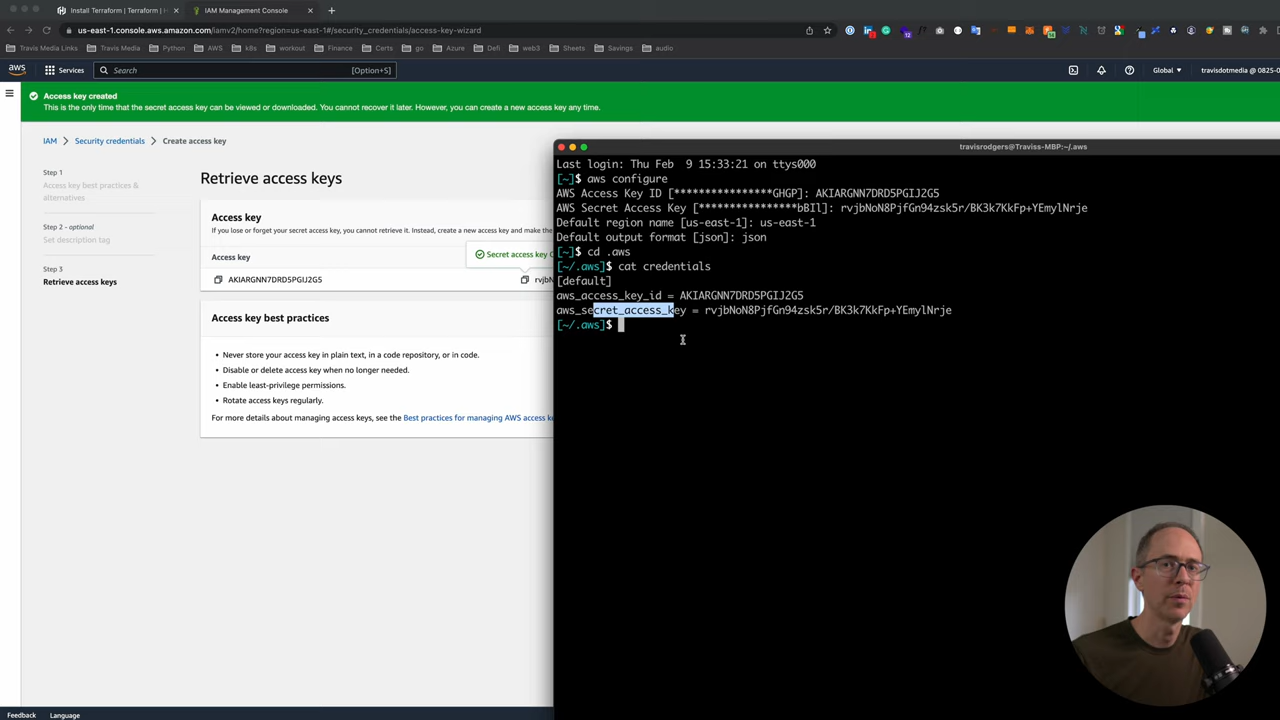 Install Terraform | Terraform | H
IAM Management Console
us-east-1.console.aws.amazon.com/iamv2/home?region=us-east-1#/security_credentials/access-key-wizard
Travis Media Links
Travis Media
Python
AWS
k8s
workout
Finance
Certs
go
Azure
Defi
web3
Sheets
Savings
audio
aws
Services
Search
[Option+S]
Global
travisdotmedia @ 0825-0
Access key created
This is the only time that the secret access key can be viewed or downloaded. You cannot recover it later. However, you can create a new access key any time.
IAM > Security credentials > Create access key
Step 1
Access key best practices &
alternatives
Step 2 - optional
Set description tag
Step 3
Retrieve access keys
Retrieve access keys
Access key
If you lose or forget your secret access key, you cannot retrieve it. Instead, create a new access key and make the
Access key
Secret access key
AKIARGNN7DRD5PGIJ2G5
rvjbN
Access key best practices
Never store your access key in plain text, in a code repository, or in code.
Disable or delete access key when no longer needed.
Enable least-privilege permissions.
Rotate access keys regularly.
For more details about managing access keys, see the Best practices for managing AWS access ke
Feedback
Language
travisrodgers@Traviss-MBP:~/.aws
Last login: Thu Feb  9 15:33:21 on ttys000
[~]$ aws configure
AWS Access Key ID [****************GHGP]: AKIARGNN7DRD5PGIJ2G5
AWS Secret Access Key [****************bBIl]: 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
Default region name [us-east-1]: us-east-1
Default output format [json]: json
[~]$ cd .aws
[~/.aws]$ cat credentials
[default]
aws_access_key_id = AKIARGNN7DRD5PGIJ2G5
aws_secret_access_key = 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
[~/.aws]$